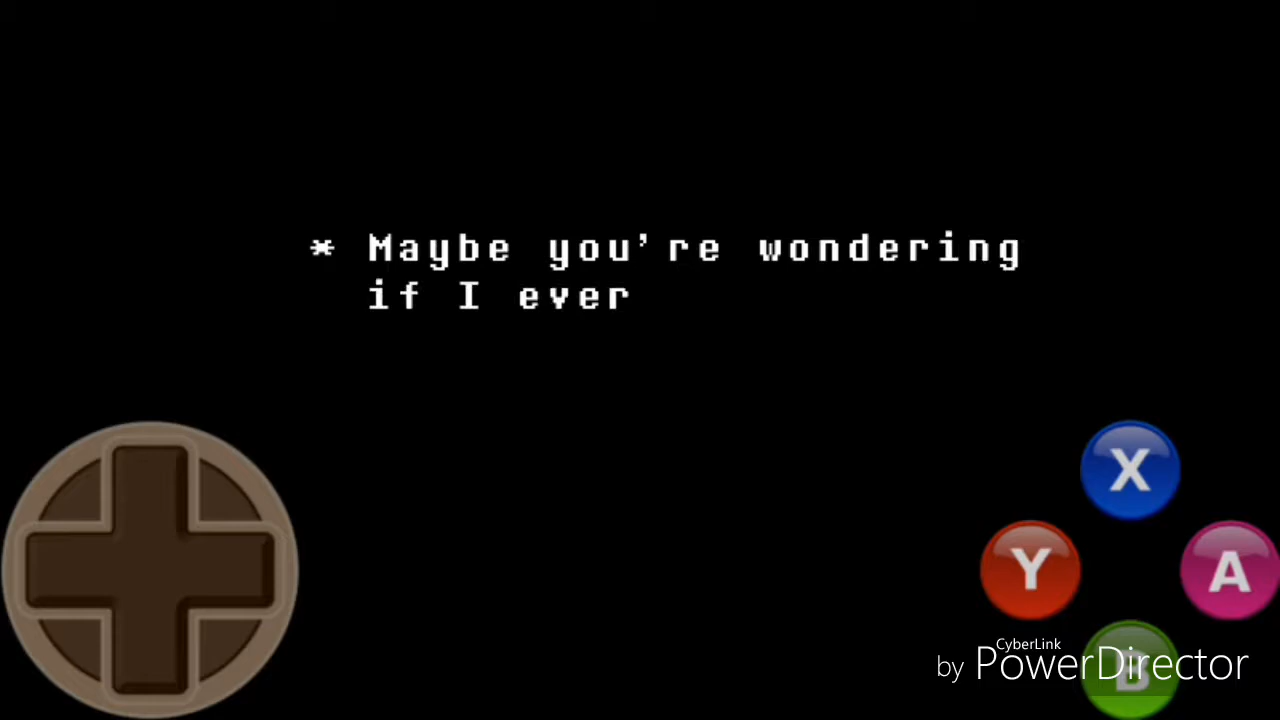 * Maybe you're wondering
if I ever
X
Y
A
B
CyberLink
by PowerDirector